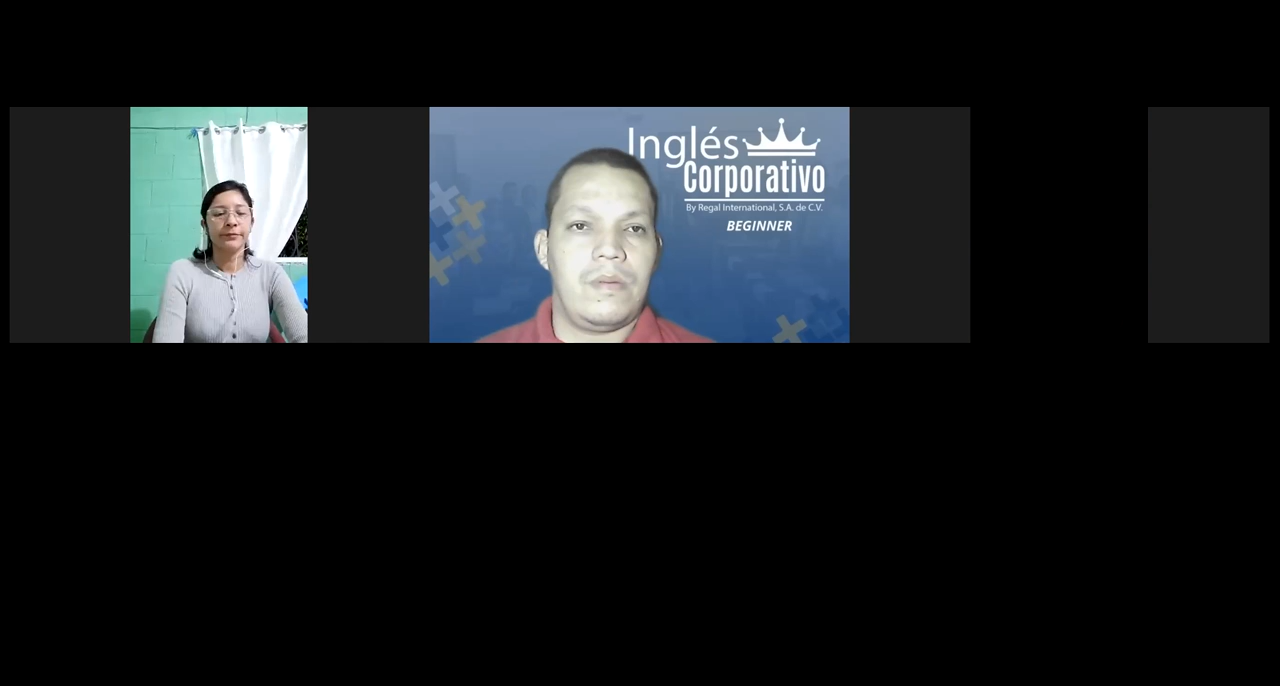 Inglés
Corporativo
By Regal International, S.A. de C.V.
BEGINNER